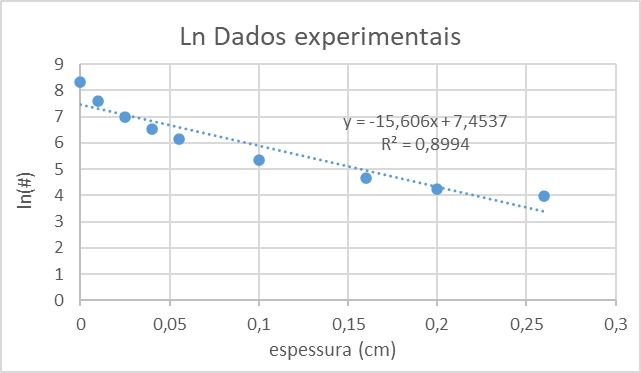 Ln Dados experimentais
9
8
7
6
5
4
3
2
1
0
ln(#)
y = -15,606x + 7,4537
R² = 0,8994
0 0,05 0,1 0,15 0,2 0,25 0,3
espessura (cm)